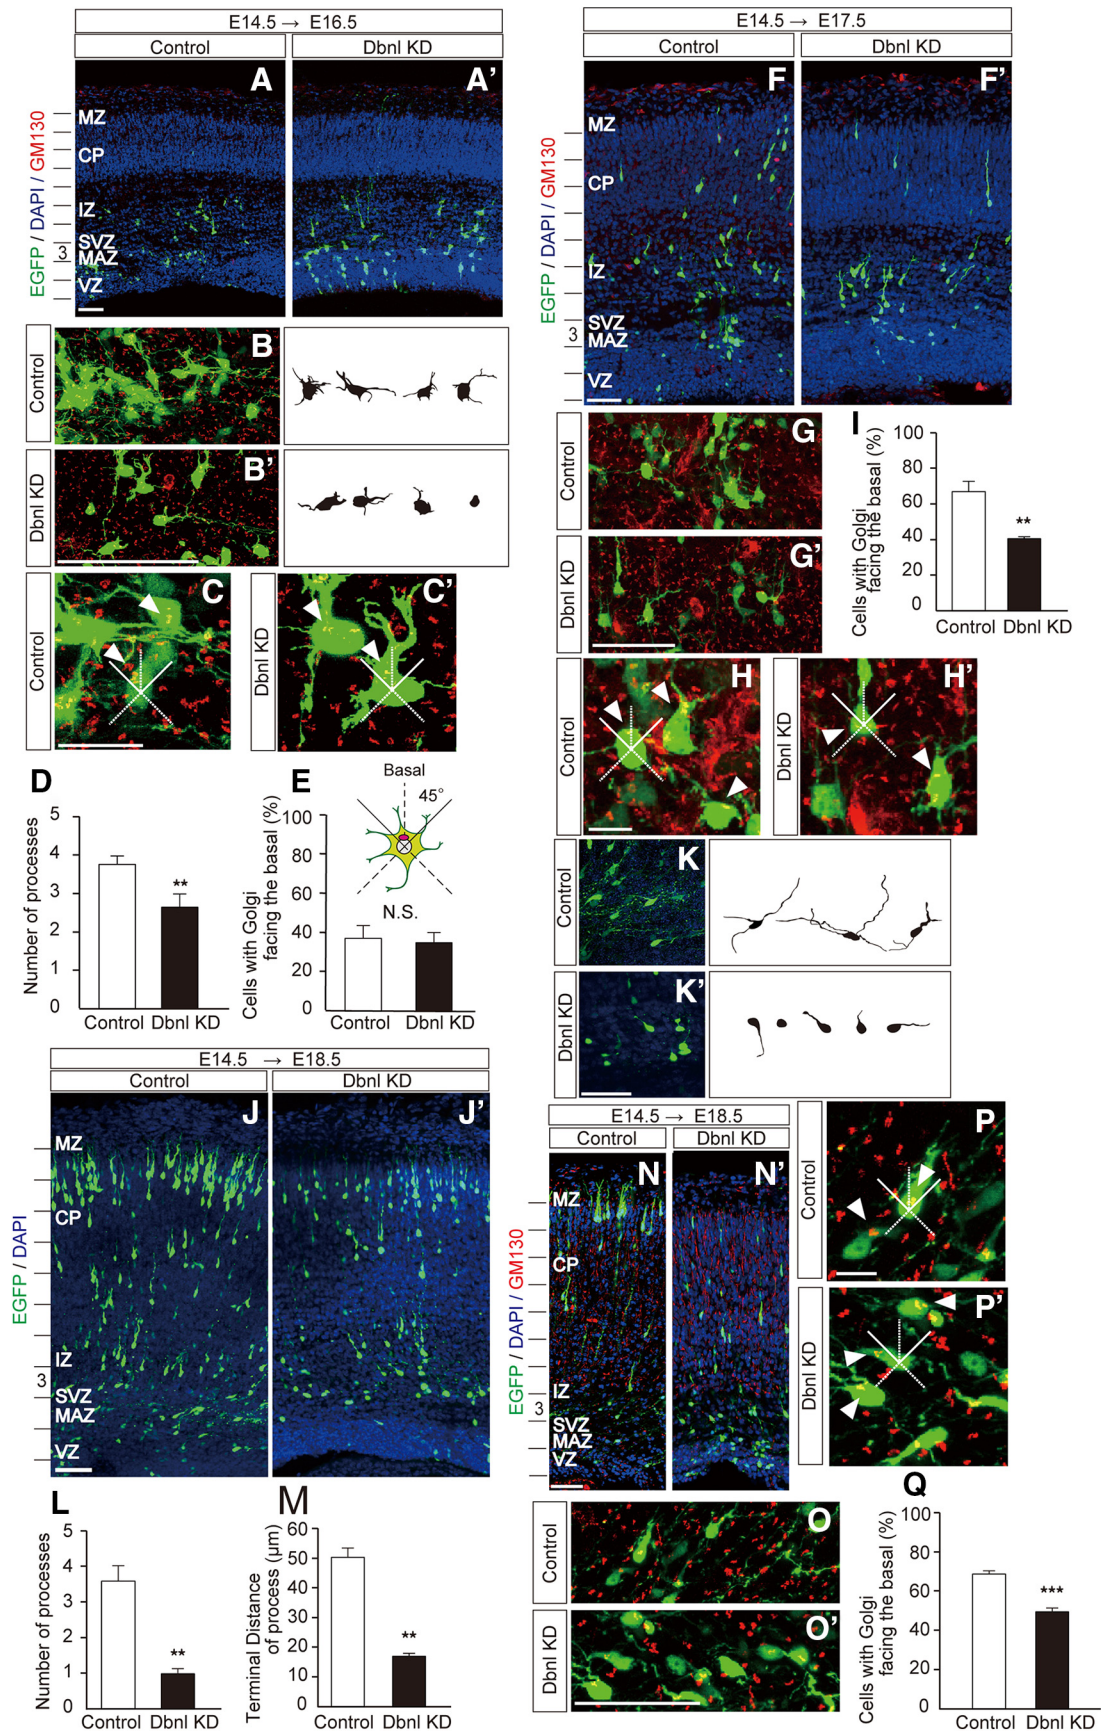 E14.5 → E16.5
Control
Dbnl KD
A
A’
EGFP / DAPI / GM130
MZ
CP
IZ
SVZ
3
MAZ
VZ
Control
B
Dbnl KD
B’
Control
C
Dbnl KD
C’
D
Number of processes
5
4
3
2
1
0
**
Control Dbnl KD
E
Cells with Golgi
facing the basal (%)
100
80
60
40
20
0
Basal
45°
N.S.
Control Dbnl KD
E14.5 → E17.5
Control
Dbnl KD
F
F’
EGFP / DAPI / GM130
MZ
CP
IZ
SVZ
3
MAZ
VZ
Control
G
Dbnl KD
G’
Control
H
Dbnl KD
H’
I
Cells with Golgi
facing the basal (%)
100
80
60
40
20
0
**
Control Dbnl KD
E14.5 → E18.5
Control
Dbnl KD
J
J’
EGFP / DAPI
MZ
CP
IZ
3
SVZ
MAZ
VZ
Control
K
Dbnl KD
K’
L
Number of processes
5
4
3
2
1
0
**
Control Dbnl KD
M
Terminal Distance
of process (μm)
60
50
40
30
20
10
0
**
Control Dbnl KD
E14.5 → E18.5
Control
Dbnl KD
N
N’
EGFP / DAPI / GM130
MZ
CP
IZ
3
SVZ
MAZ
VZ
Control
O
Dbnl KD
O’
Control
P
Dbnl KD
P’
Q
Cells with Golgi
facing the basal (%)
100
80
60
40
20
0
***
Control Dbnl KD